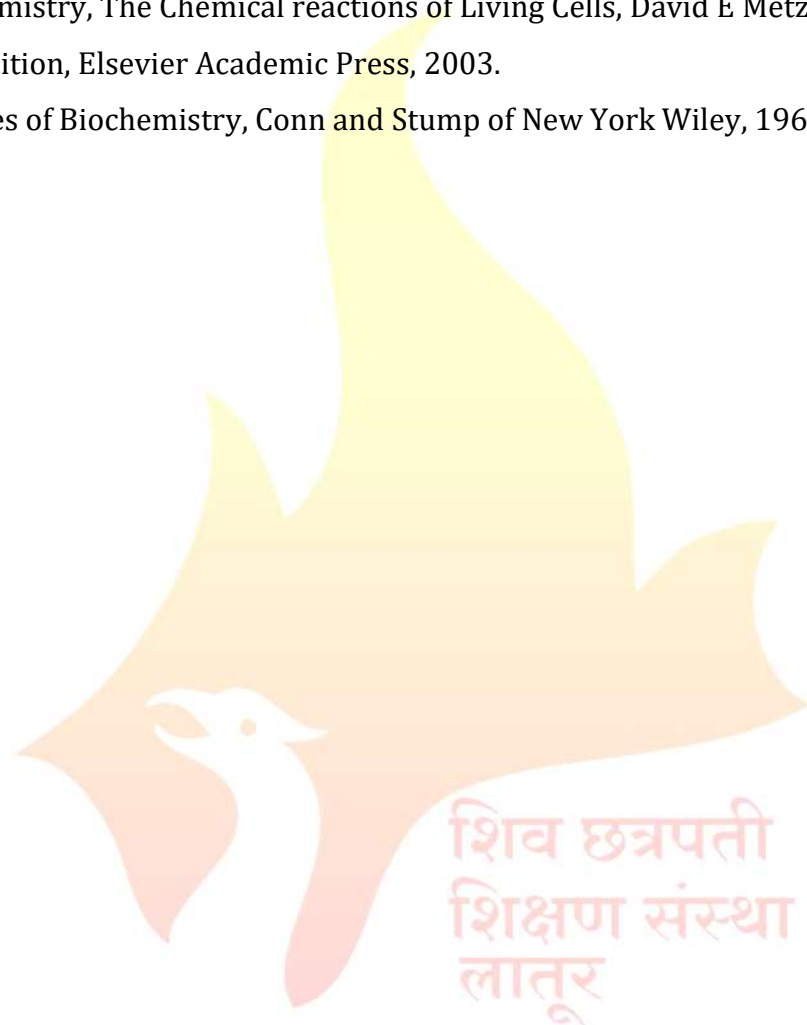 mistry, The Chemical reactions of Living Cells, David E Metz
ition, Elsevier Academic Press, 2003.
es of Biochemistry, Conn and Stump of New York Wiley, 196
शिव छत्रपती
शिक्षण संस्था
लातूर